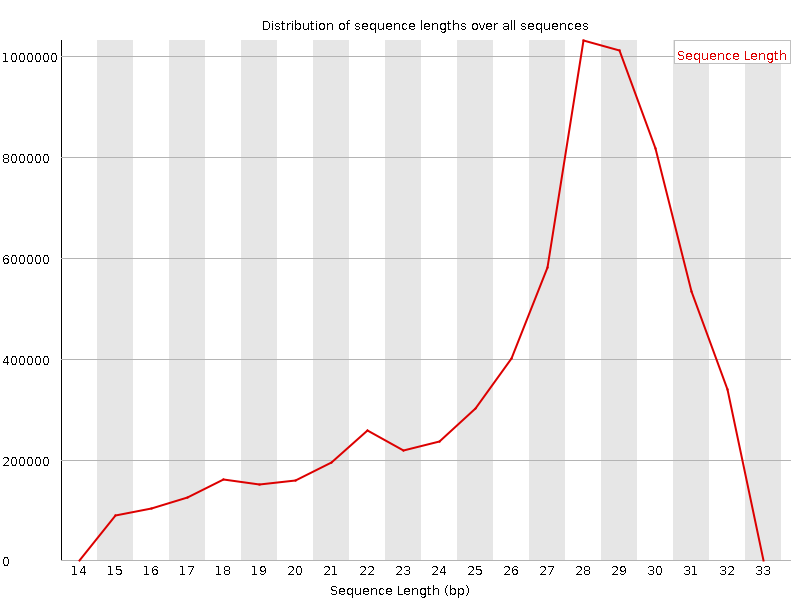 Distribution of sequence lengths over all sequences
Sequence Length
1000000
800000
600000
400000
200000
0
14 15 16 17 18 19 20 21 22 23 24 25 26 27 28 29 30 31 32 33
Sequence Length (bp)